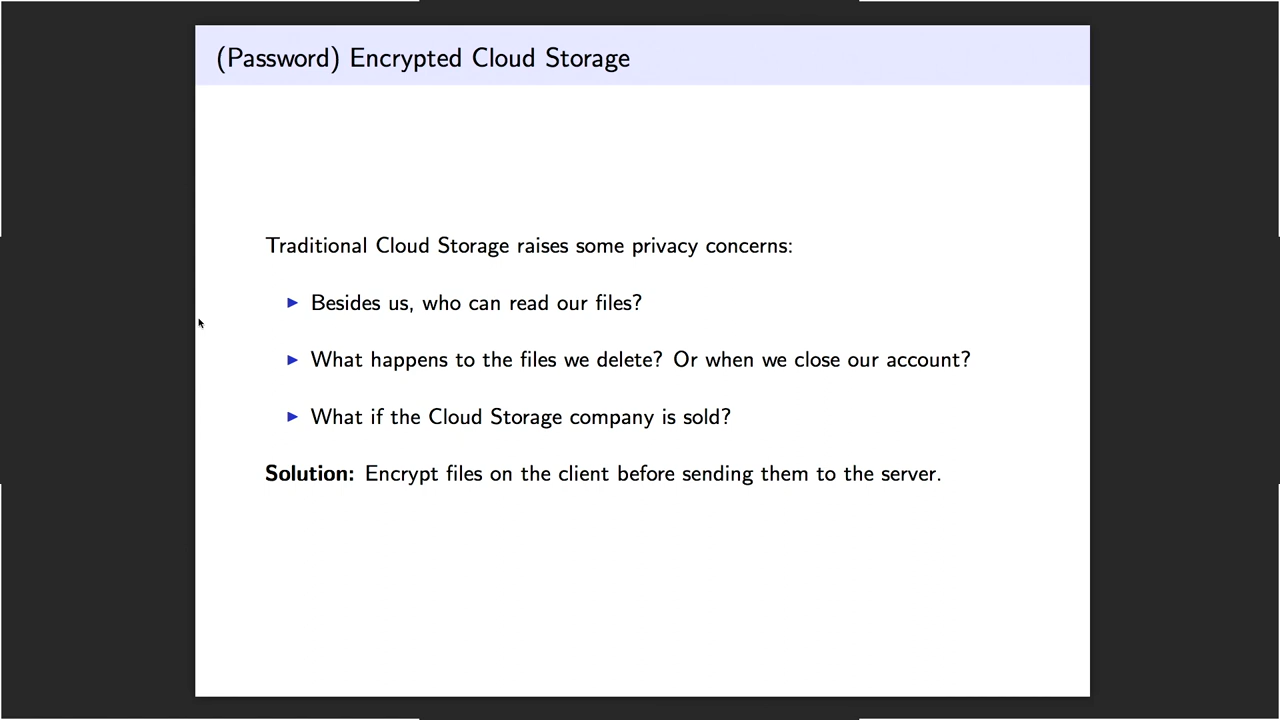 (Password) Encrypted Cloud Storage
Traditional Cloud Storage raises some privacy concerns:
▶ Besides us, who can read our files?
▶ What happens to the files we delete? Or when we close our account?
▶ What if the Cloud Storage company is sold?
Solution: Encrypt files on the client before sending them to the server.